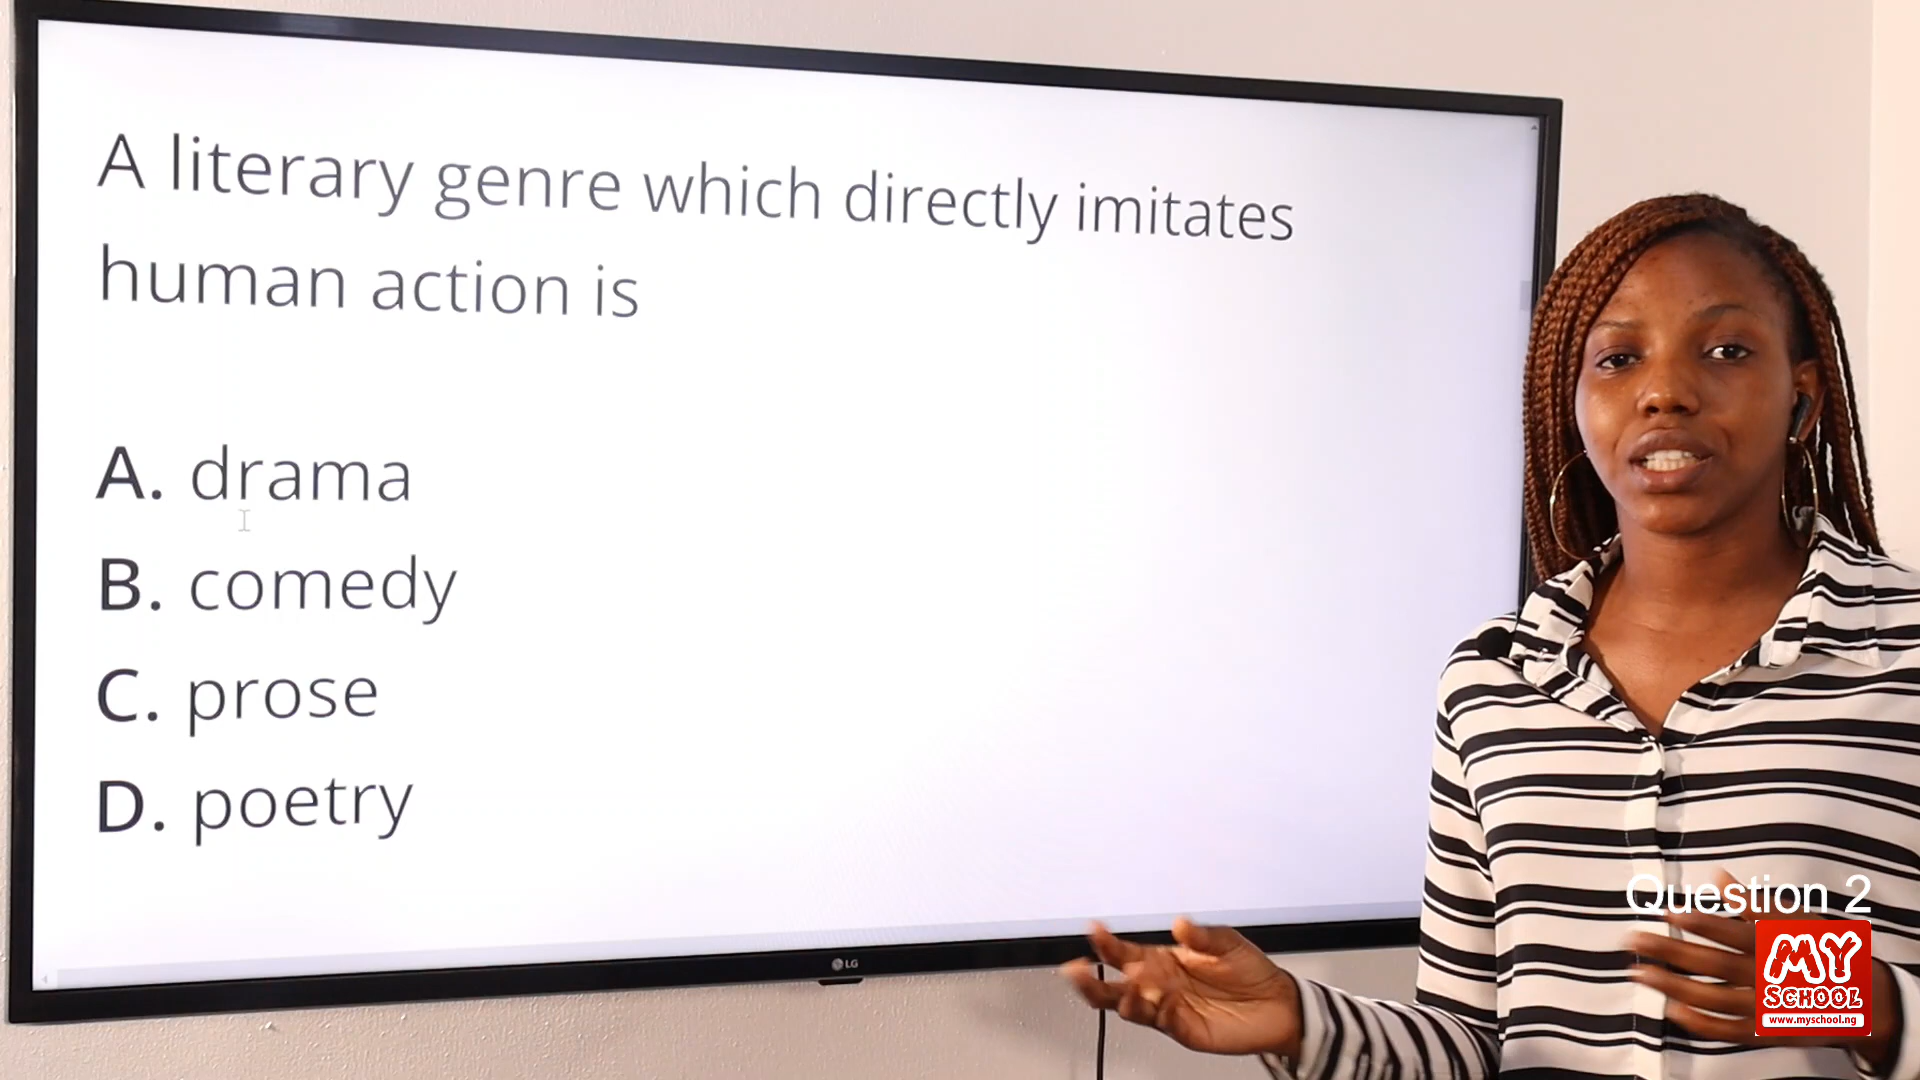 A literary genre which directly imitates
human action is
A. drama
B. comedy
C. prose
D. poetry
LG
Question 2
MY
SCHOOL
www.myschool.ng